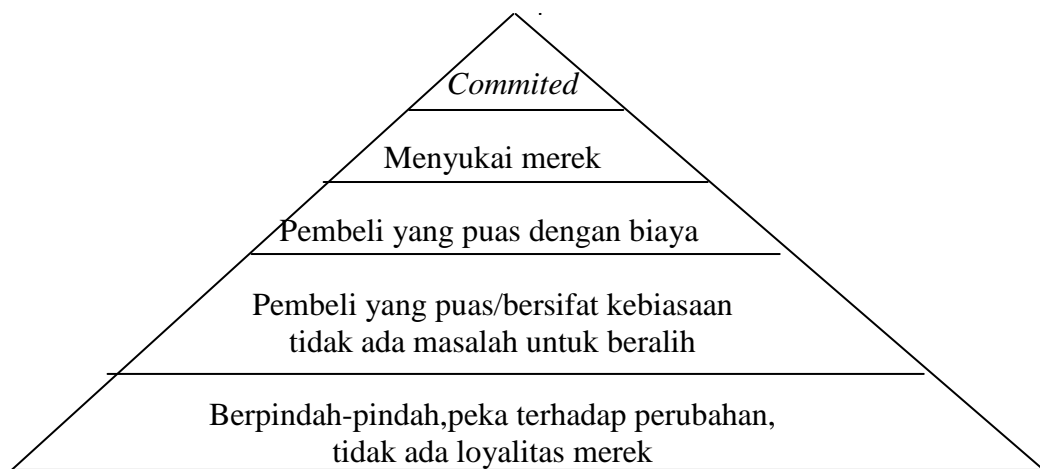 Commited
Menyukai merek
Pembeli yang puas dengan biaya
Pembeli yang puas/bersifat kebiasaan
tidak ada masalah untuk beralih
Berpindah-pindah,peka terhadap perubahan,
tidak ada loyalitas merek